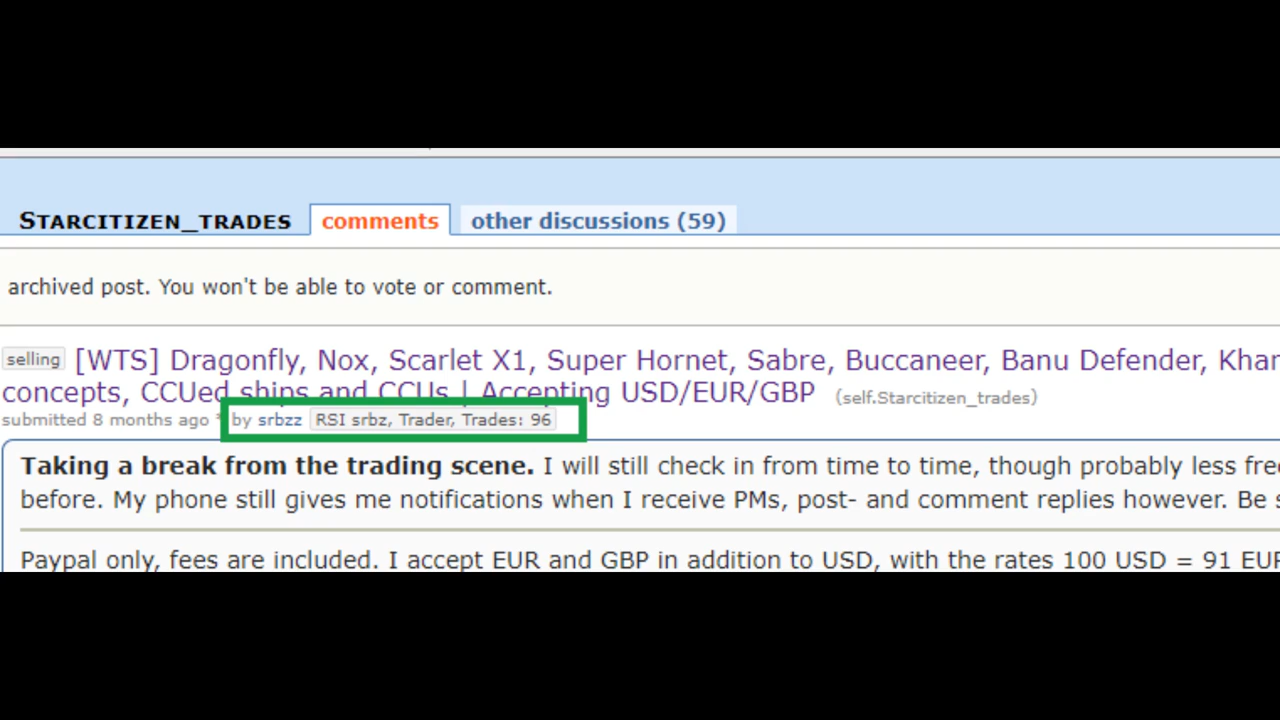 STARCITIZEN_TRADES comments other discussions (59)
archived post. You won't be able to vote or comment.
selling [WTS] Dragonfly, Nox, Scarlet X1, Super Hornet, Sabre, Buccaneer, Banu Defender, Khar
concepts, CCUed ships and CCUs | Accepting USD/EUR/GBP (self.Starcitizen_trades)
submitted 8 months ago * by srbzz RSI srbz, Trader, Trades: 96
Taking a break from the trading scene. I will still check in from time to time, though probably less fre
before. My phone still gives me notifications when I receive PMs, post- and comment replies however. Be s
Paypal only, fees are included. I accept EUR and GBP in addition to USD, with the rates 100 USD = 91 EUR